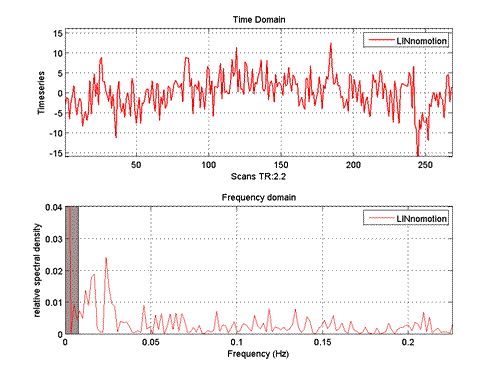 Time Domain
15
10
5
0
-5
-10
-15
Timeseries
LINnomotion
50
100
150
200
250
Scans TR:2.2
Frequency domain
0.04
0.03
0.02
0.01
0
relative spectral density
LINnomotion
0
0.05
0.1
0.15
0.2
Frequency (Hz)